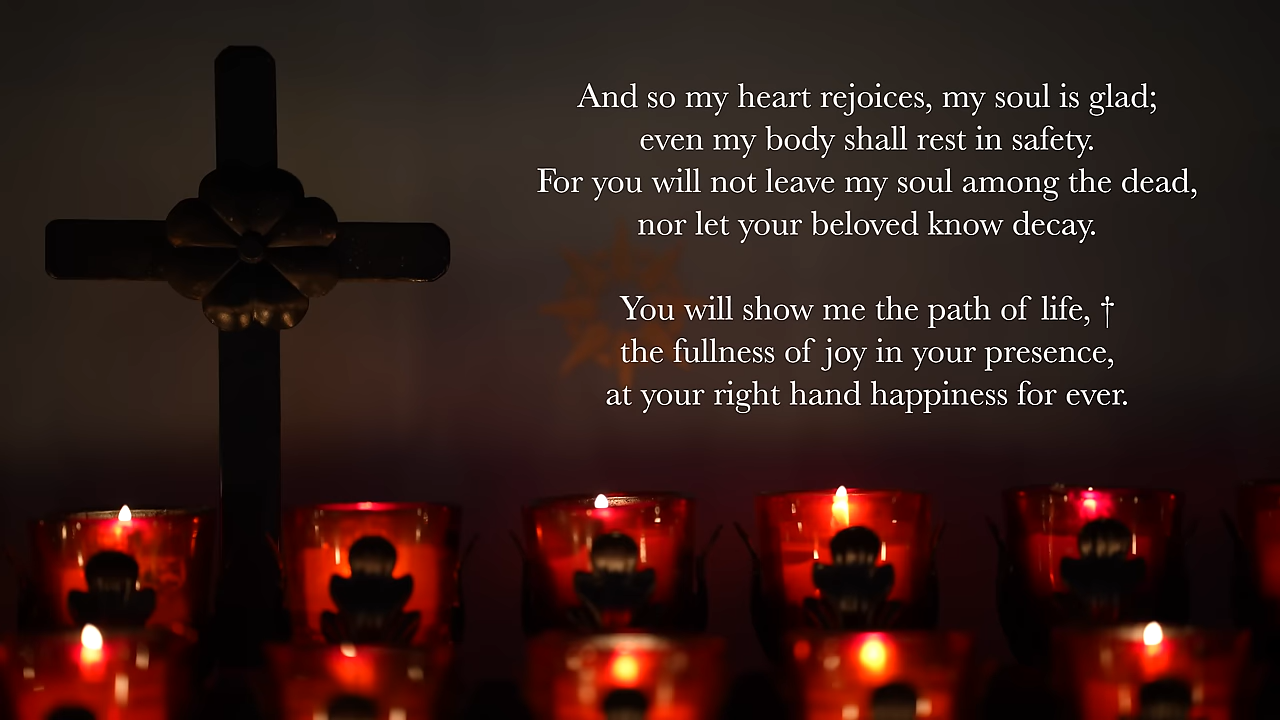 And so my heart rejoices, my soul is glad;
even my body shall rest in safety.
For you will not leave my soul among the dead,
nor let your beloved know decay.
You will show me the path of life, †
the fullness of joy in your presence,
at your right hand happiness for ever.